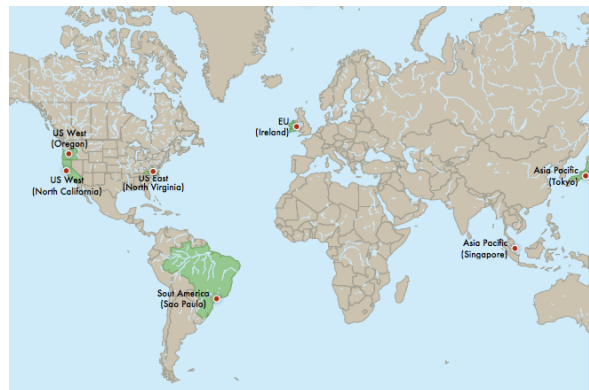 US West
(Oregon)
US West
(North California)
US East
(North Virginia)
EU
(Ireland)
Asia Pacific
(Tokyo)
Asia Pacific
(Singapore)
Sout America
(Sao Paulo)